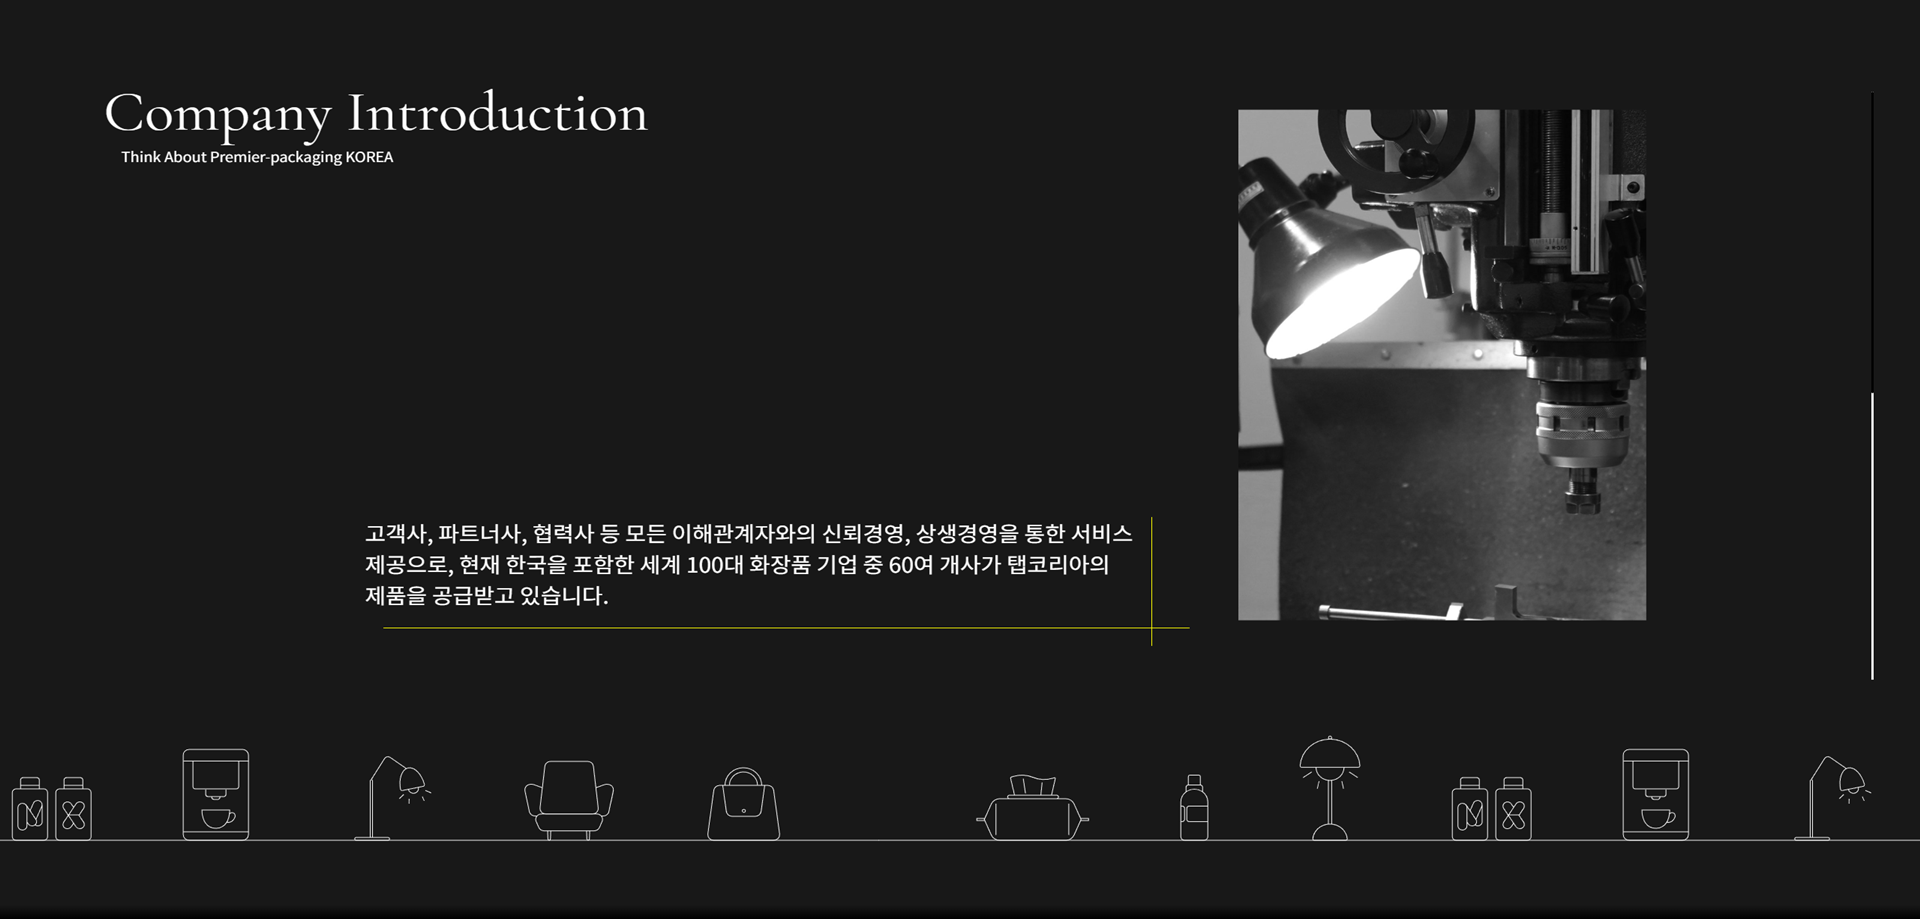 Company Introduction
Think About Premier-packaging KOREA
고객사, 파트너사, 협력사 등 모든 이해관계자와의 신뢰경영, 상생경영을 통한 서비스
제공으로, 현재 한국을 포함한 세계 100대 화장품 기업 중 60여 개사가 탭코리아의
제품을 공급받고 있습니다.